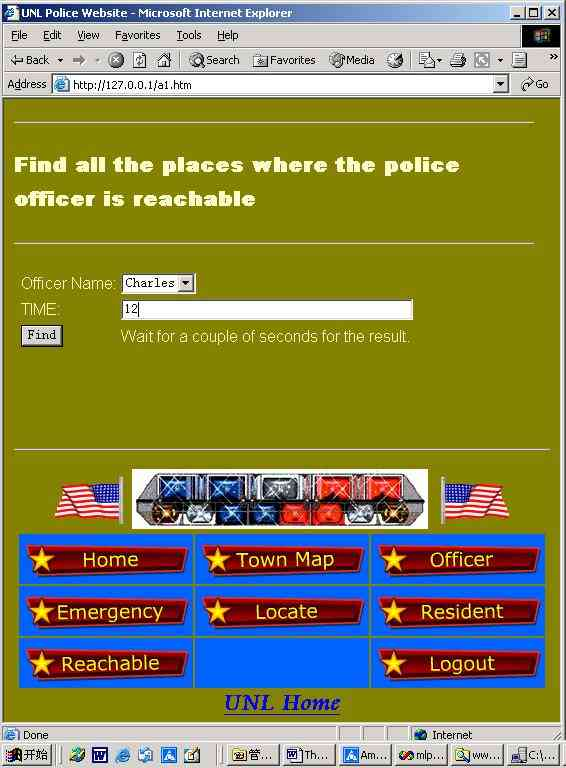 UNL Police Website - Microsoft Internet Explorer
File Edit View Favorites Tools Help
Back Search Favorites Media »
Address http://127.0.0.1/a1.htm Go
Find all the places where the police
officer is reachable
Officer Name: Charles
TIME: 12
Find Wait for a couple of seconds for the result.
Home Town Map Officer
Emergency Locate Resident
Reachable Logout
UNL Home
Done Internet
开始 管... Th... Am... mlp... www... C:\...